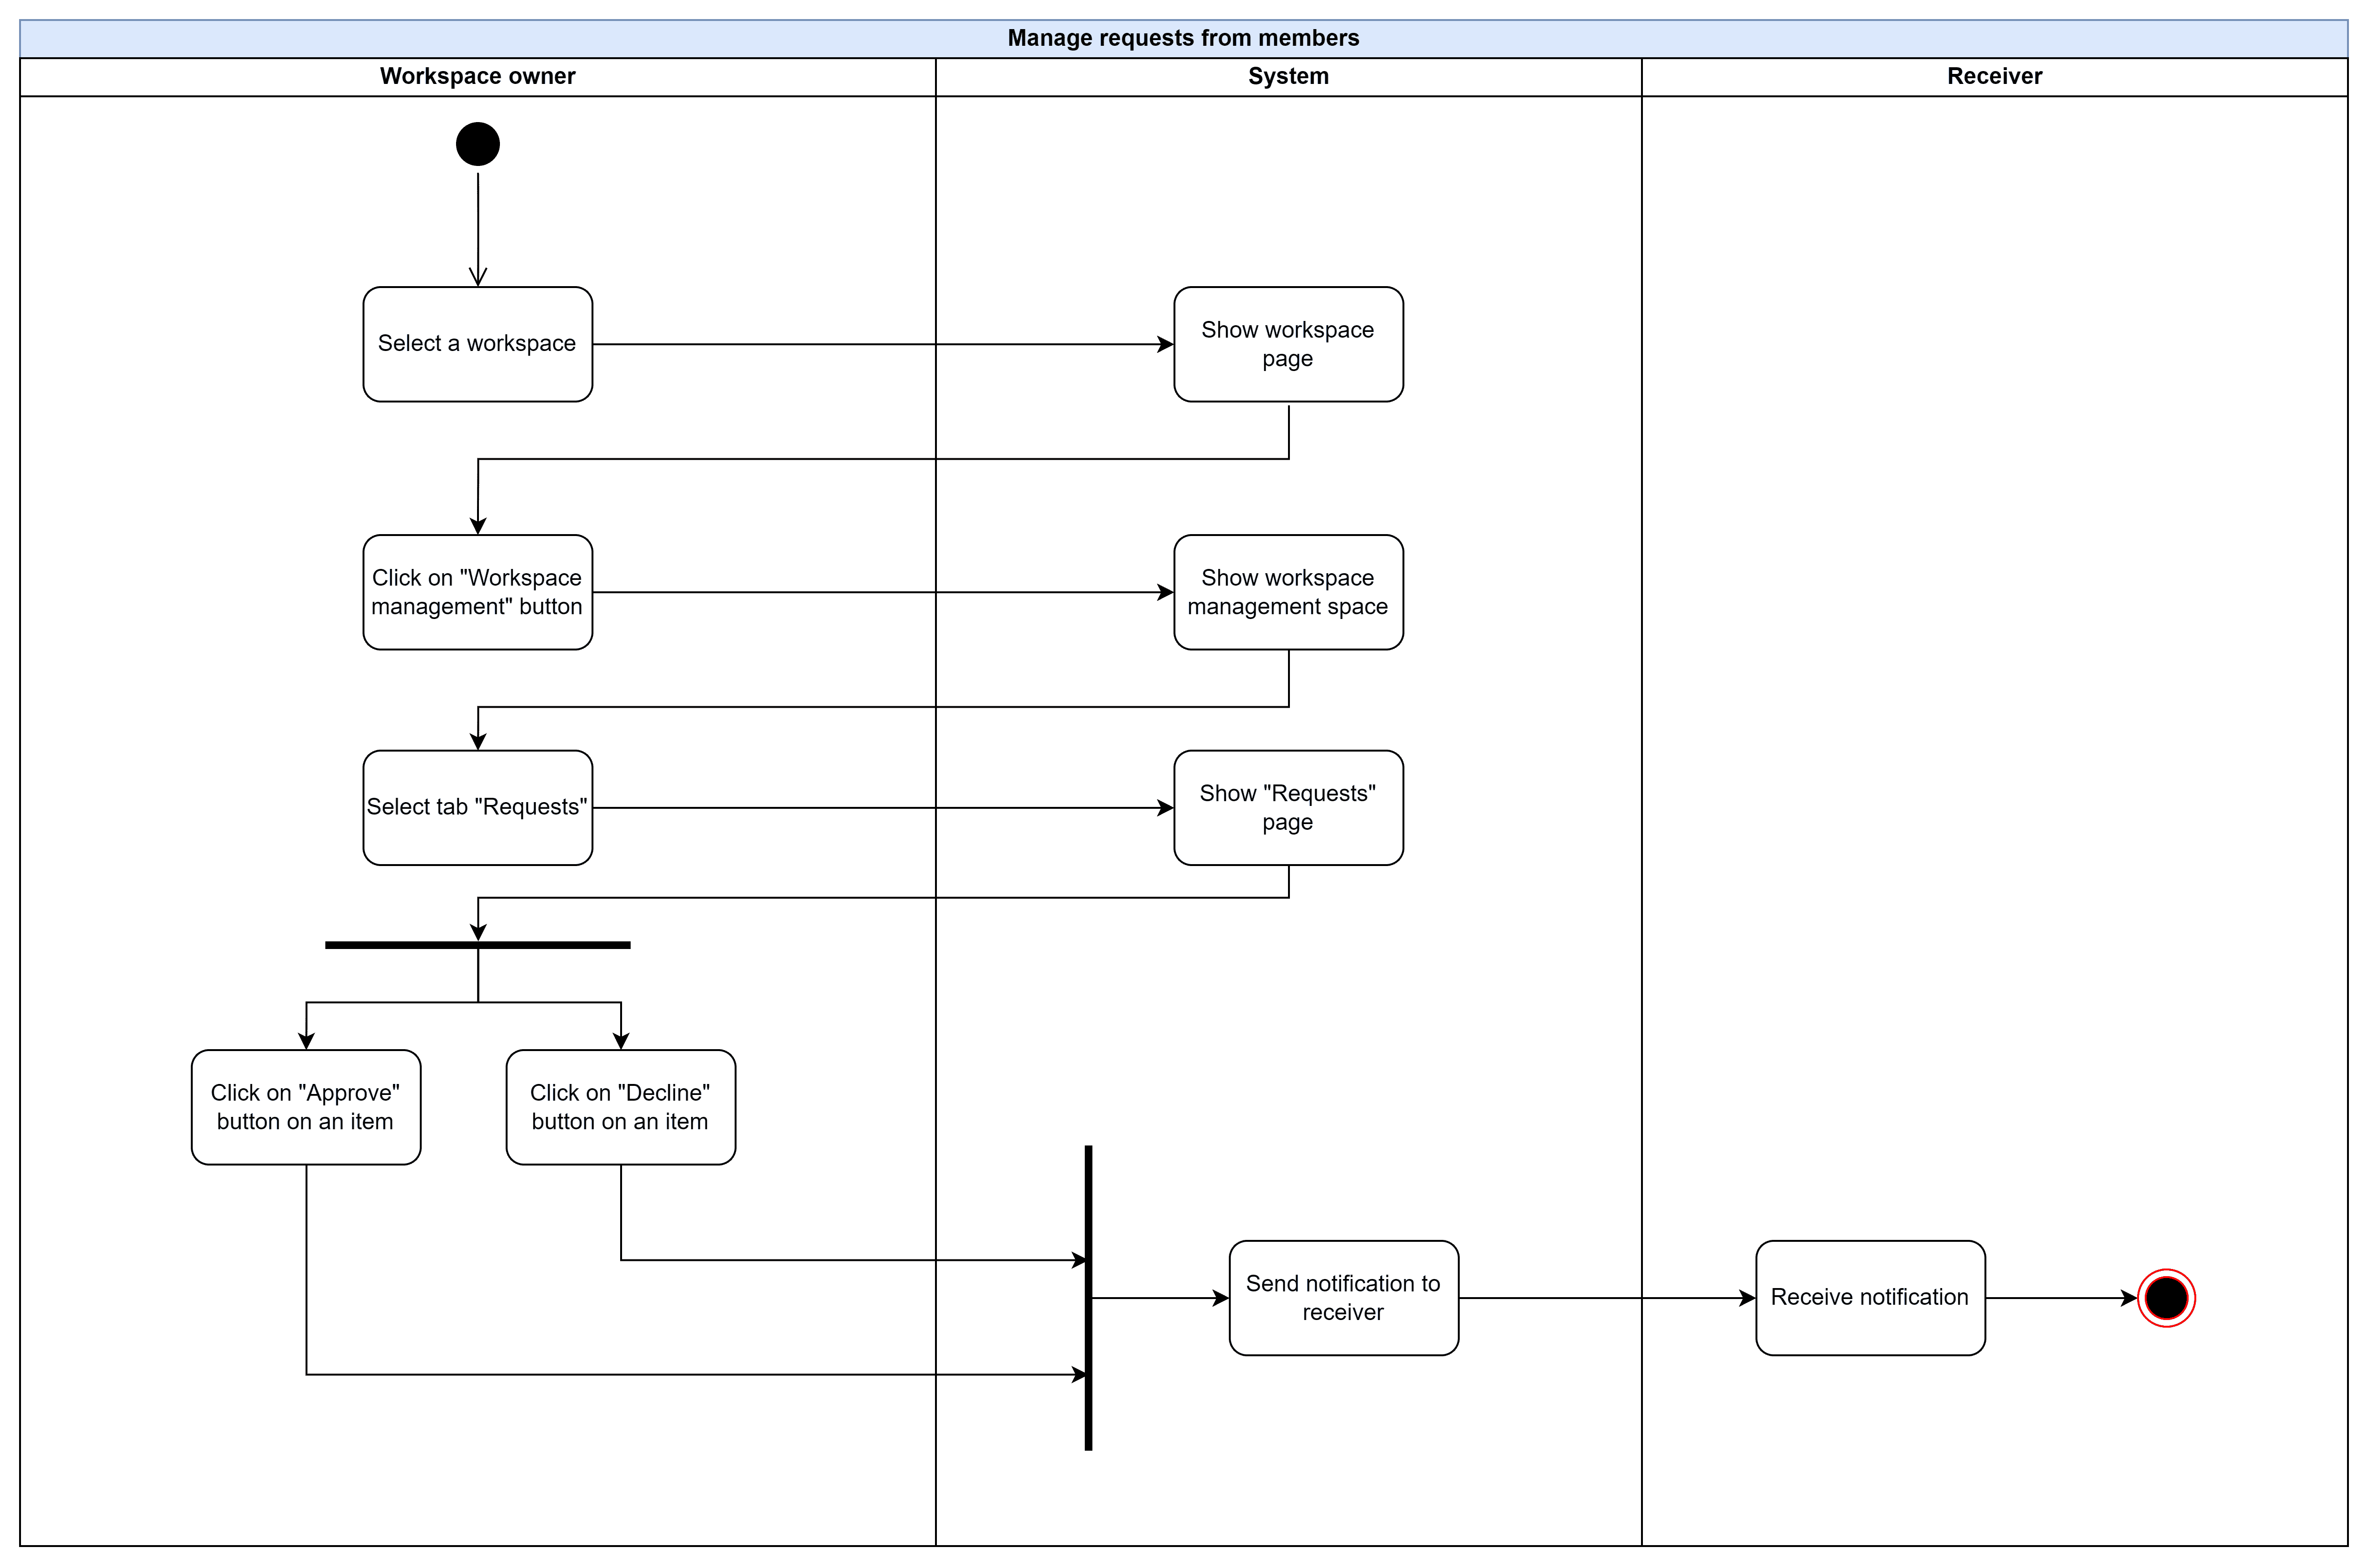 Manage requests from members
Workspace owner
System
Receiver
Select a workspace
Show workspace
page
Click on "Workspace
management" button
Show workspace
management space
Select tab "Requests"
Show "Requests"
page
Click on "Approve"
button on an item
Click on "Decline"
button on an item
Send notification to
receiver
Receive notification